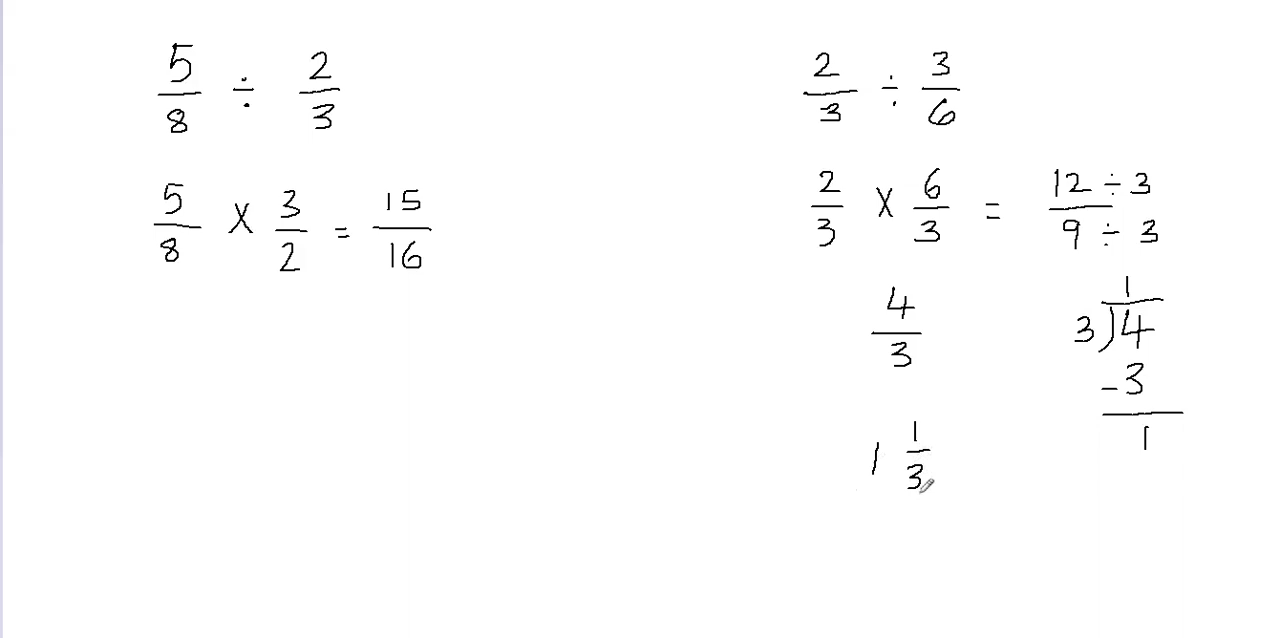 5/8 ÷ 2/3
5/8 X 3/2 = 15/16
2/3 ÷ 3/6
2/3 X 6/3 = 12 ÷ 3 / 9 ÷ 3
4/3
1 1/3
1
3)4
-3
1